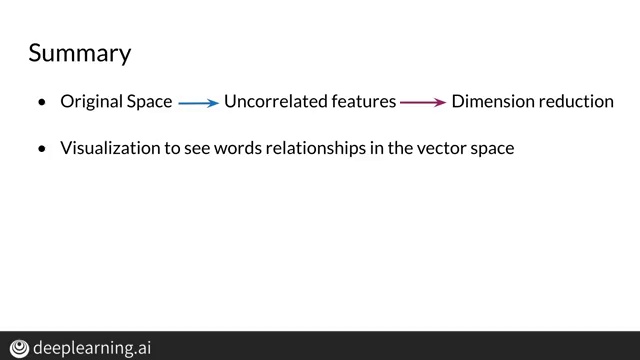 Summary
• Original Space → Uncorrelated features → Dimension reduction
• Visualization to see words relationships in the vector space
deeplearning.ai